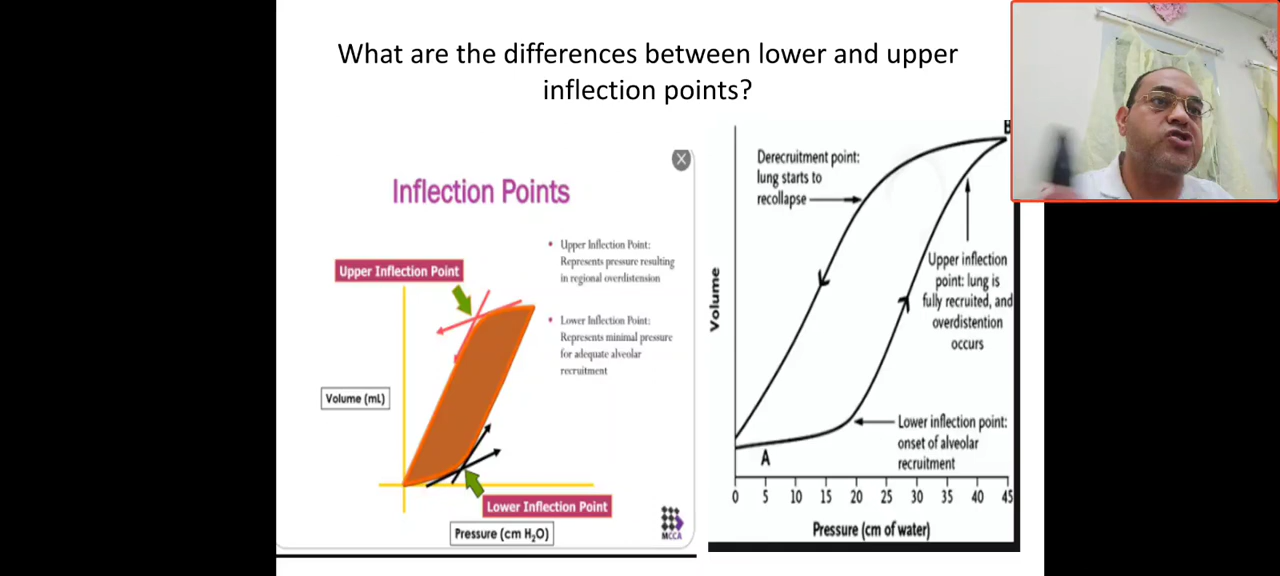 What are the differences between lower and upper
inflection points?
Inflection Points
Upper Inflection Point
Upper Inflection Point:
Represents pressure resulting
in regional overdistension
Lower Inflection Point:
Represents minimal pressure
for adequate alveolar
recruitment
Volume (mL)
Lower Inflection Point
Pressure (cm H₂O)
MCCA
B
Derecruitment point:
lung starts to
recollapse
Upper inflection
point: lung is
fully recruited, and
overdistention
occurs
Volume
Lower inflection point:
onset of alveolar
recruitment
A
0 5 10 15 20 25 30 35 40 45
Pressure (cm of water)